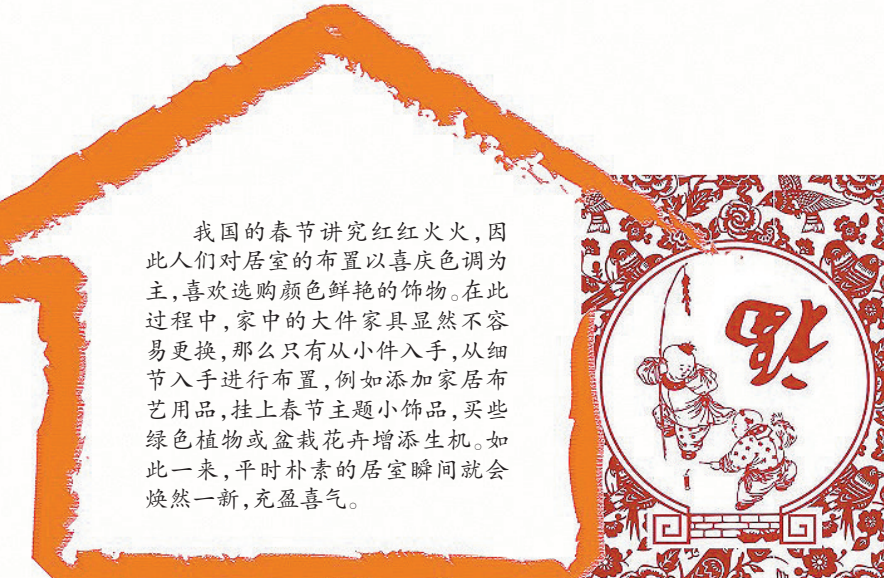 我国的春节讲究红红火火,因
此人们对居室的布置以喜庆色调为
主,喜欢选购颜色鲜艳的饰物。在此
过程中,家中的大件家具显然不容
易更换,那么只有从小件入手,从细
节入手进行布置,例如添加家居布
艺用品,挂上春节主题小饰品,买些
绿色植物或盆栽花卉增添生机。如
此一来,平时朴素的居室瞬间就会
焕然一新,充盈喜气。
福